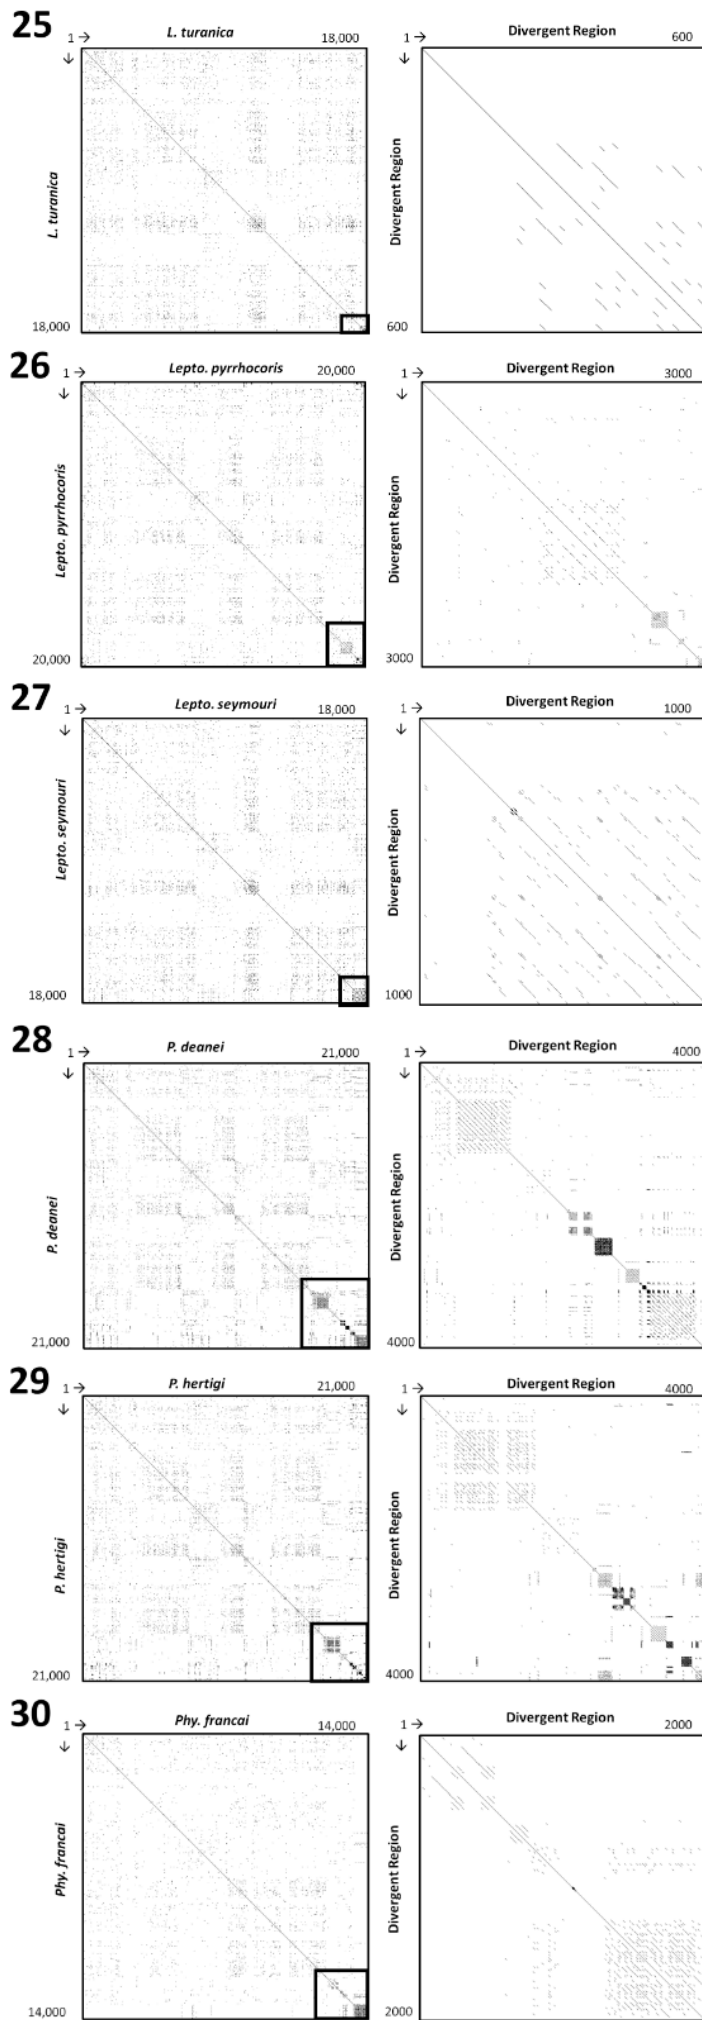 25
L. turanica
1 → 18,000
↓
L. turanica
18,000
Divergent Region
1 → 600
↓
Divergent Region
600
26
Lepto. pyrrhocoris
1 → 20,000
↓
Lepto. pyrrhocoris
20,000
Divergent Region
1 → 3000
↓
Divergent Region
3000
27
Lepto. seymouri
1 → 18,000
↓
Lepto. seymouri
18,000
Divergent Region
1 → 1000
↓
Divergent Region
1000
28
P. deanei
1 → 21,000
↓
P. deanei
21,000
Divergent Region
1 → 4000
↓
Divergent Region
4000
29
P. hertigi
1 → 21,000
↓
P. hertigi
21,000
Divergent Region
1 → 4000
↓
Divergent Region
4000
30
Phy. francai
1 → 14,000
↓
Phy. francai
14,000
Divergent Region
1 → 2000
↓
Divergent Region
2000